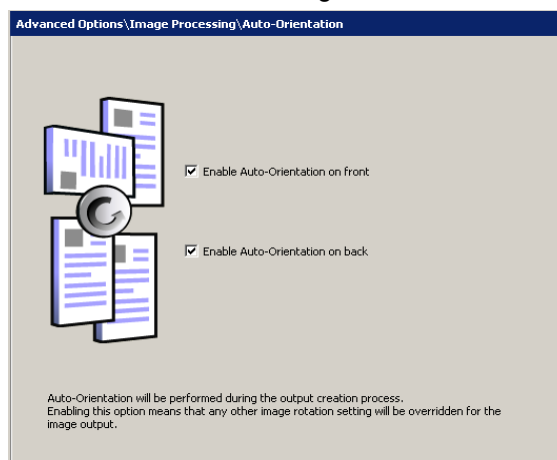 Advanced Options\Image Processing\Auto-Orientation
Enable Auto-Orientation on front
Enable Auto-Orientation on back
Auto-Orientation will be performed during the output creation process.
Enabling this option means that any other image rotation setting will be overridden for the
image output.